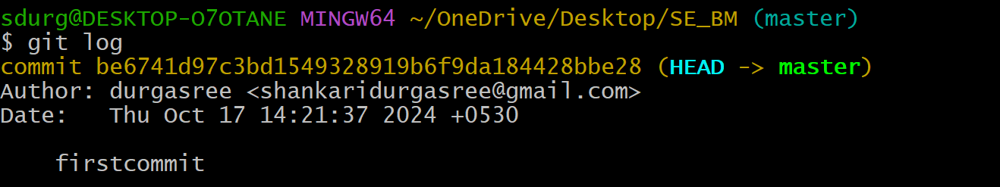 sdurg@DESKTOP-O7OTANE MINGW64 ~/OneDrive/Desktop/SE_BM (master)
$ git log
commit be6741d97c3bd1549328919b6f9da184428bbe28 (HEAD -> master)
Author: durgasree <shankaridurgasree@gmail.com>
Date:   Thu Oct 17 14:21:37 2024 +0530
    firstcommit